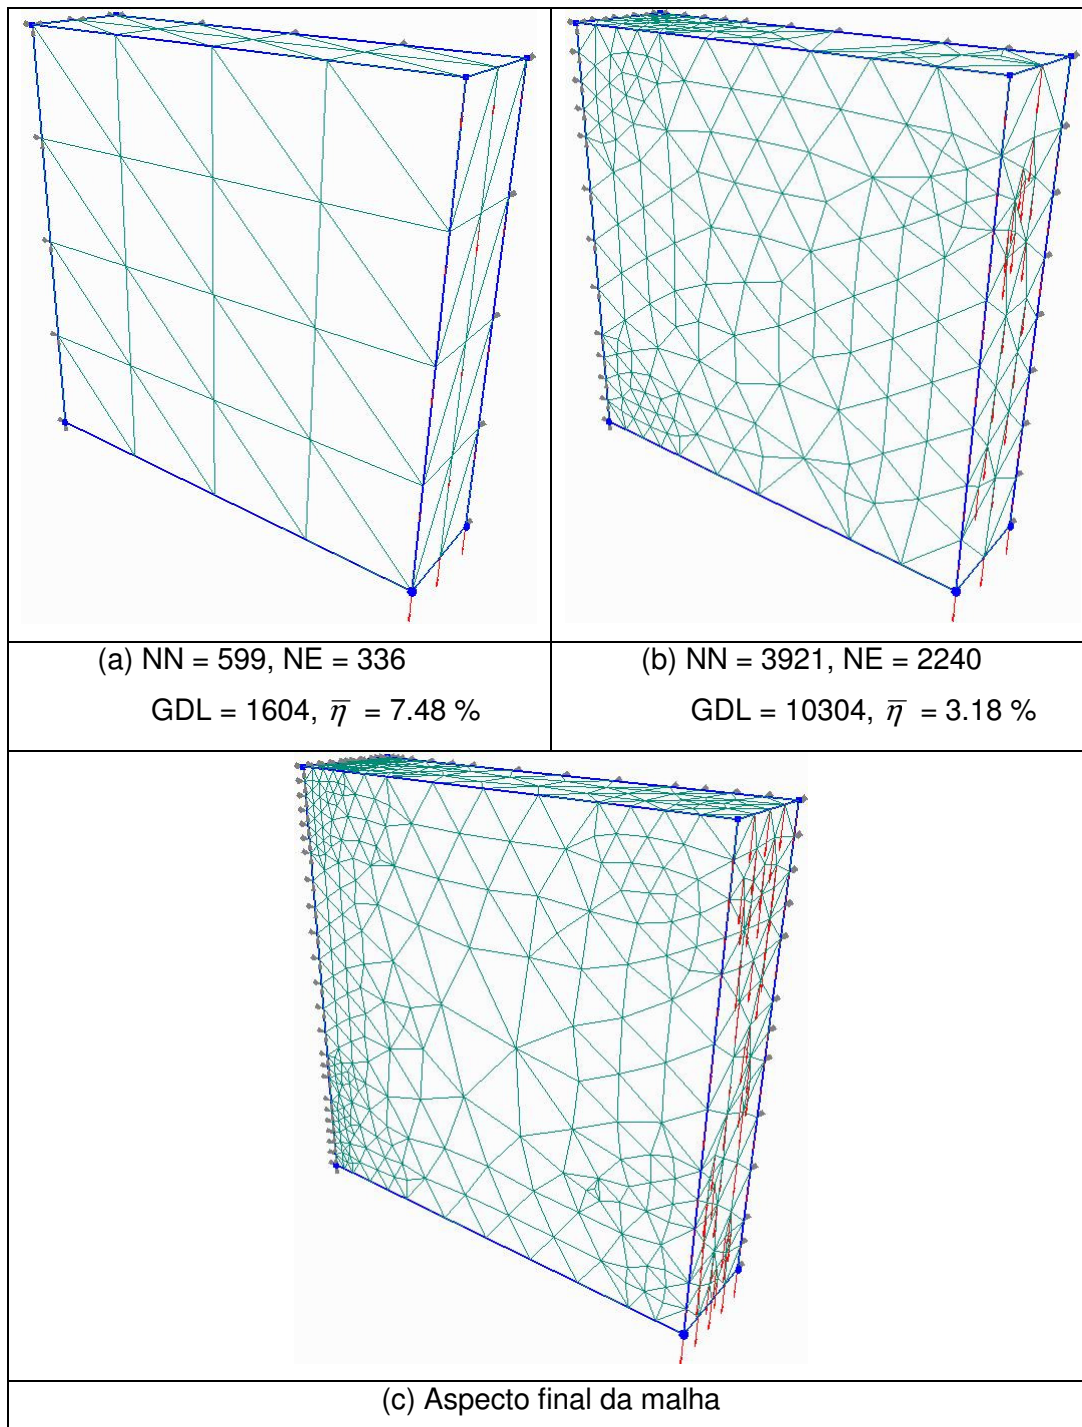 (a) NN = 599, NE = 336
GDL = 1604, η̅ = 7.48 %
(b) NN = 3921, NE = 2240
GDL = 10304, η̅ = 3.18 %
(c) Aspecto final da malha